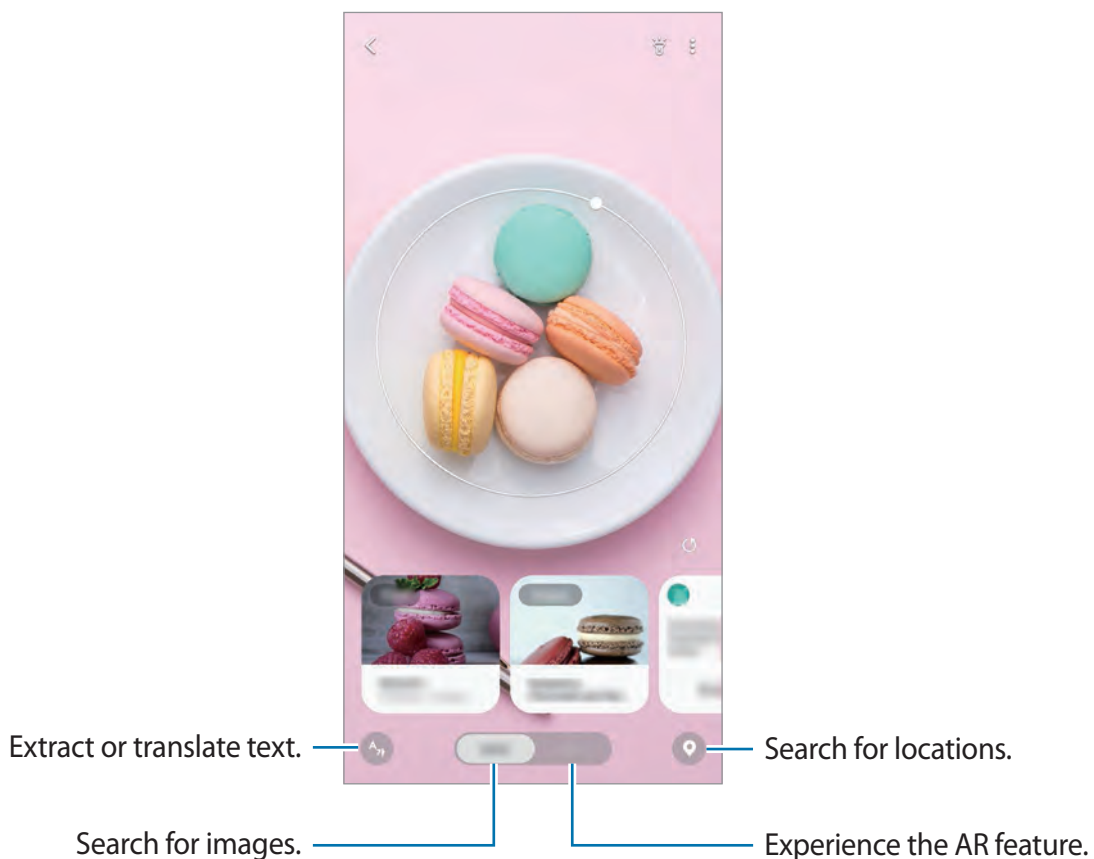 Extract or translate text.
Search for locations.
Search for images.
Experience the AR feature.